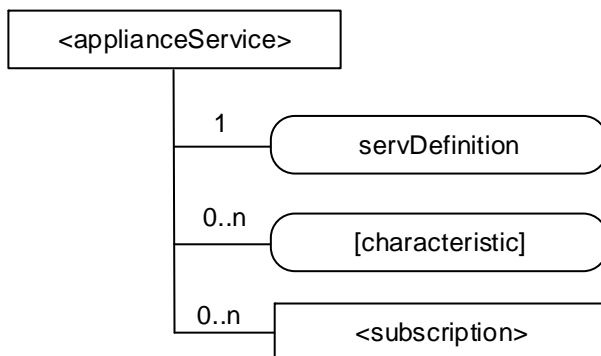 <applianceService>
1
servDefinition
0..n
[characteristic]
0..n
<subscription>